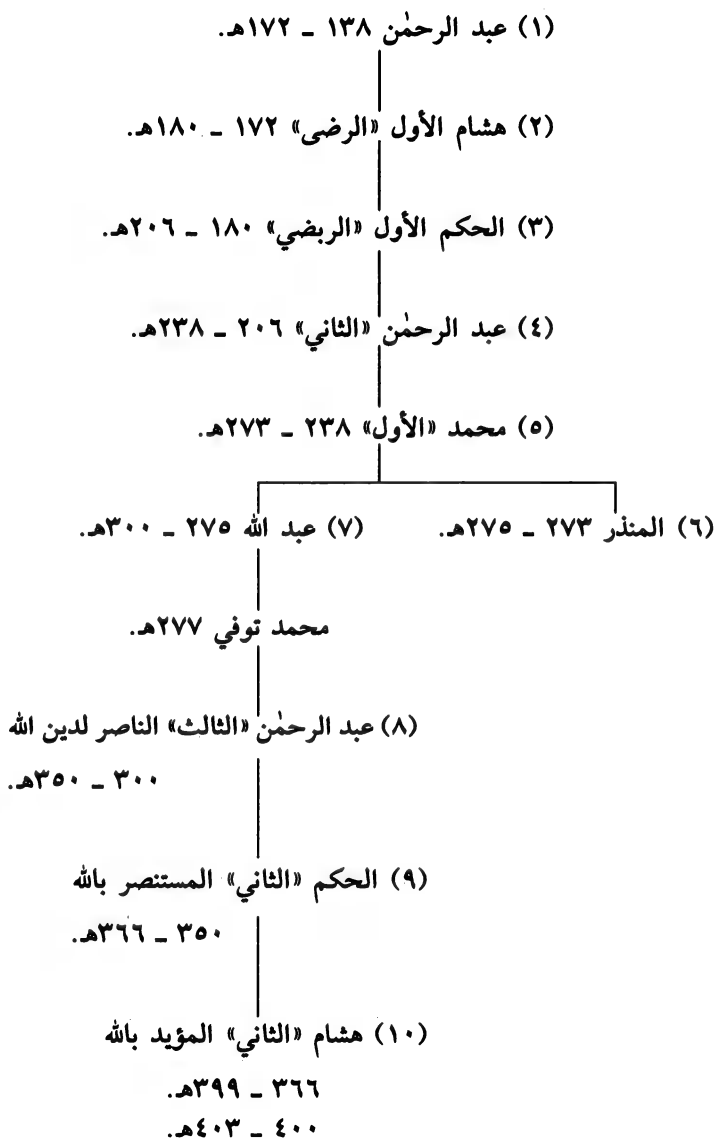 (١) عبد الرحمٰن ١٣٨ - ١٧٢هـ.
(٢) هشام الأول «الرضى» ١٧٢ - ١٨٠هـ.
(٣) الحكم الأول «الربضي» ١٨٠ - ٢٠٦هـ.
(٤) عبد الرحمٰن «الثاني» ٢٠٦ - ٢٣٨هـ.
(٥) محمد «الأول» ٢٣٨ - ٢٧٣هـ.
(٦) المنذر ٢٧٣ - ٢٧٥هـ. (٧) عبد الله ٢٧٥ - ٣٠٠هـ.
محمد توفي ٢٧٧هـ.
(٨) عبد الرحمٰن «الثالث» الناصر لدين الله
٣٠٠ - ٣٥٠هـ.
(٩) الحكم «الثاني» المستنصر بالله
٣٥٠ - ٣٦٦هـ.
(١٠) هشام «الثاني» المؤيد بالله
٣٦٦ - ٣٩٩هـ.
٤٠٠ - ٤٠٣هـ.